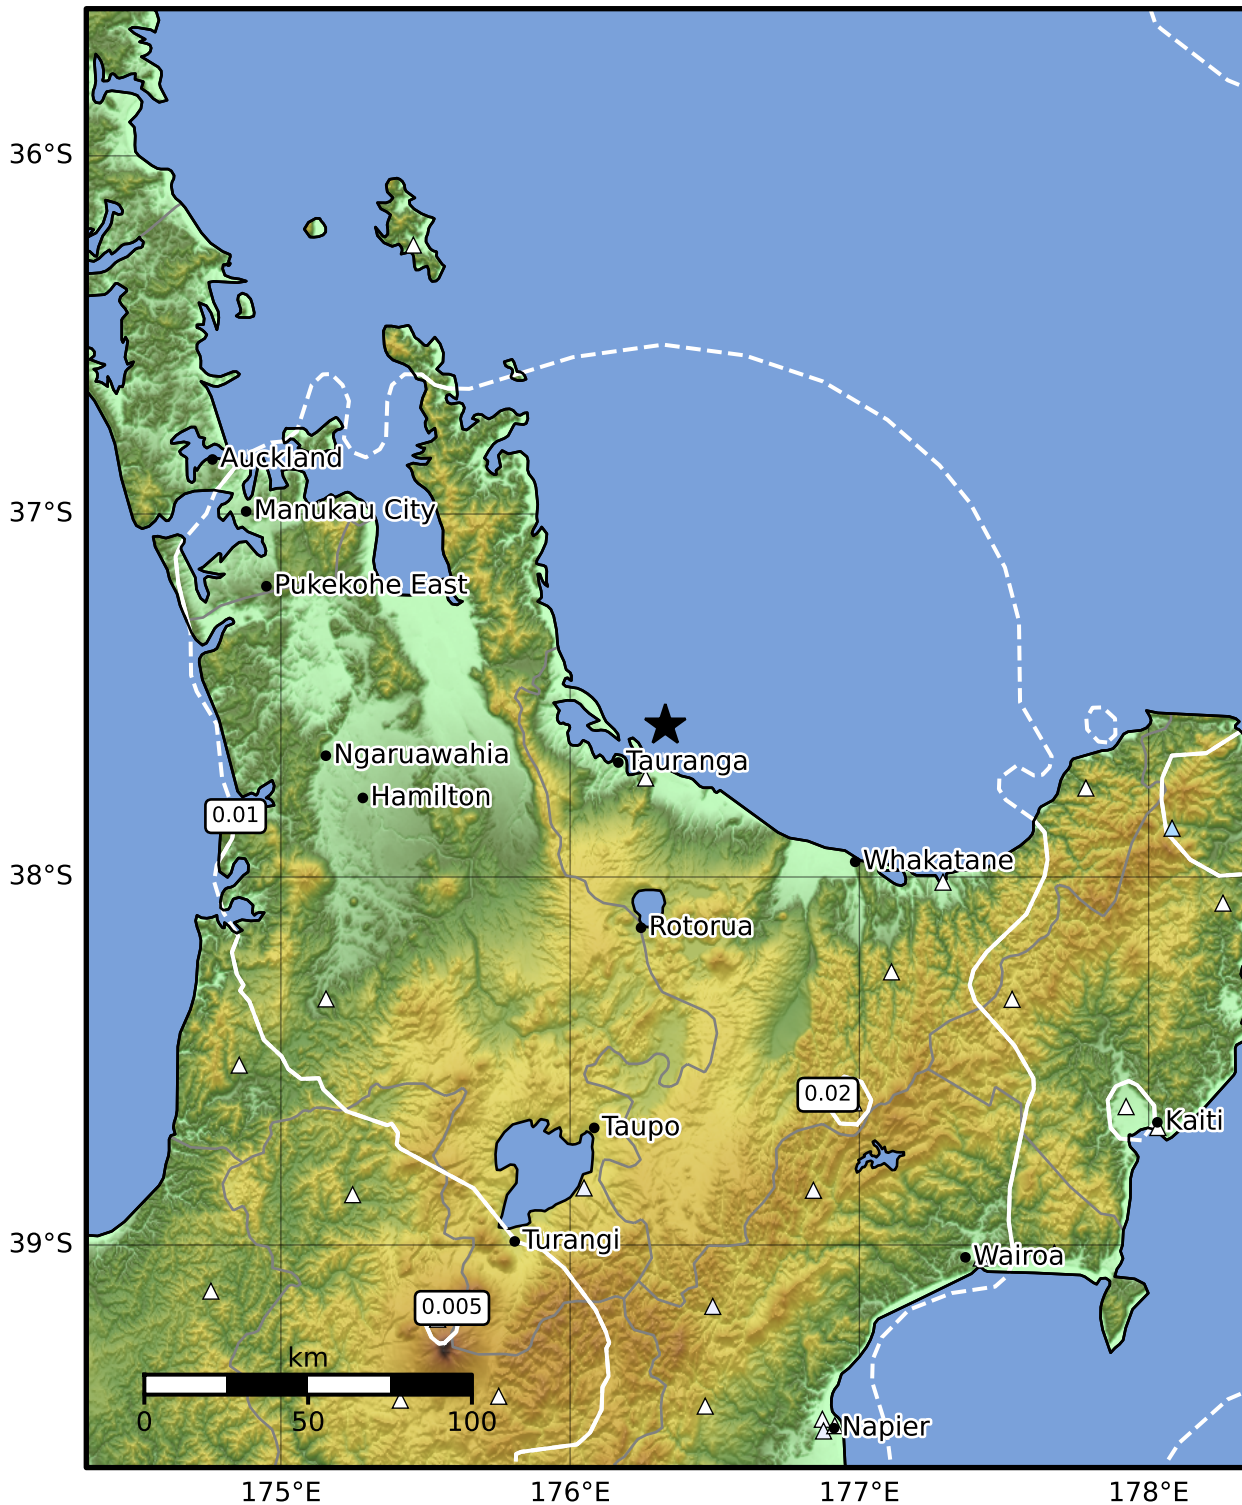 36°S
Auckland
37°S
Manukau City
Pukekohe East
Ngaruawahia
Tauranga
Hamilton
0.01
38°S
Whakatane
Rotorua
0.02
Taupo
Kaiti
39°S
Turangi
Wairoa
0.005
km
0
50
100
Napier
175°E
176°E
177°E
178°E